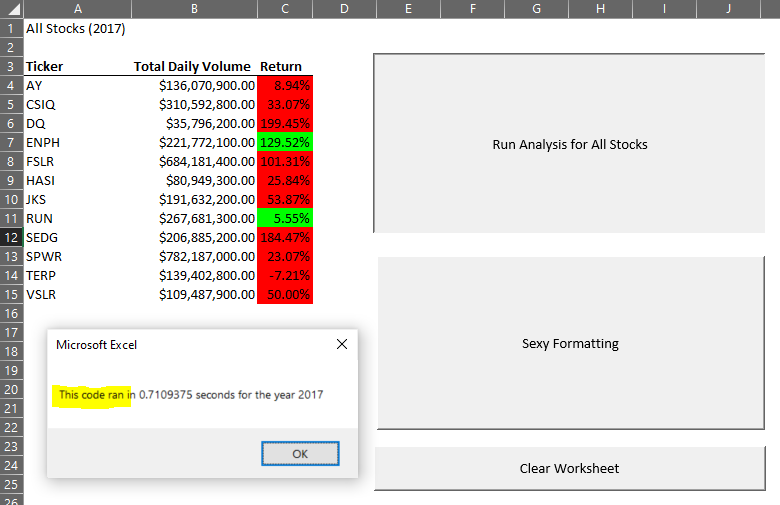 A B C D E F G H I J
1 All Stocks (2017)
2
3 Ticker Total Daily Volume Return
4 AY $136,070,900.00 8.94%
5 CSIQ $310,592,800.00 33.07%
6 DQ $35,796,200.00 199.45%
7 ENPH $221,772,100.00 129.52%
8 FSLR $684,181,400.00 101.31%
9 HASI $80,949,300.00 25.84%
10 JKS $191,632,200.00 53.87%
11 RUN $267,681,300.00 5.55%
12 SEDG $206,885,200.00 184.47%
13 SPWR $782,187,000.00 23.07%
14 TERP $139,402,800.00 -7.21%
15 VSLR $109,487,900.00 50.00%
16
17
18
19
20
21
22
23
24
25
26
Run Analysis for All Stocks
Sexy Formatting
Clear Worksheet
Microsoft Excel
This code ran in 0.7109375 seconds for the year 2017
OK